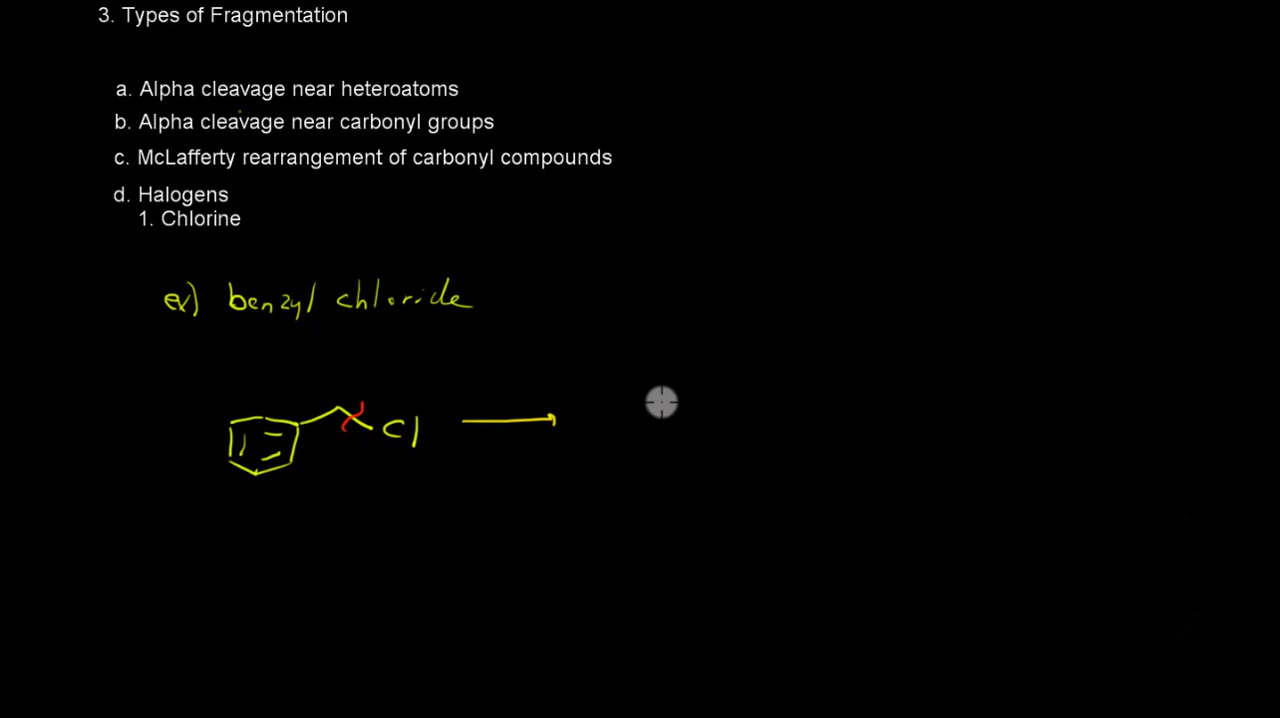 3. Types of Fragmentation
a. Alpha cleavage near heteroatoms
b. Alpha cleavage near carbonyl groups
c. McLafferty rearrangement of carbonyl compounds
d. Halogens
1. Chlorine
ex) benzyl chloride
Cl